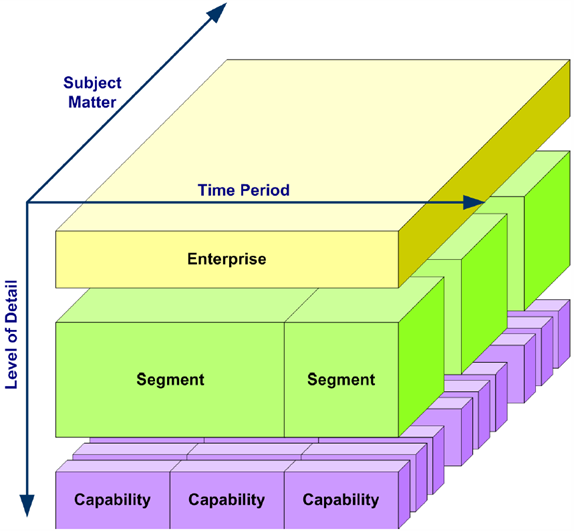 Subject
Matter
Time Period
Enterprise
Level of Detail
Segment
Segment
Capability
Capability
Capability